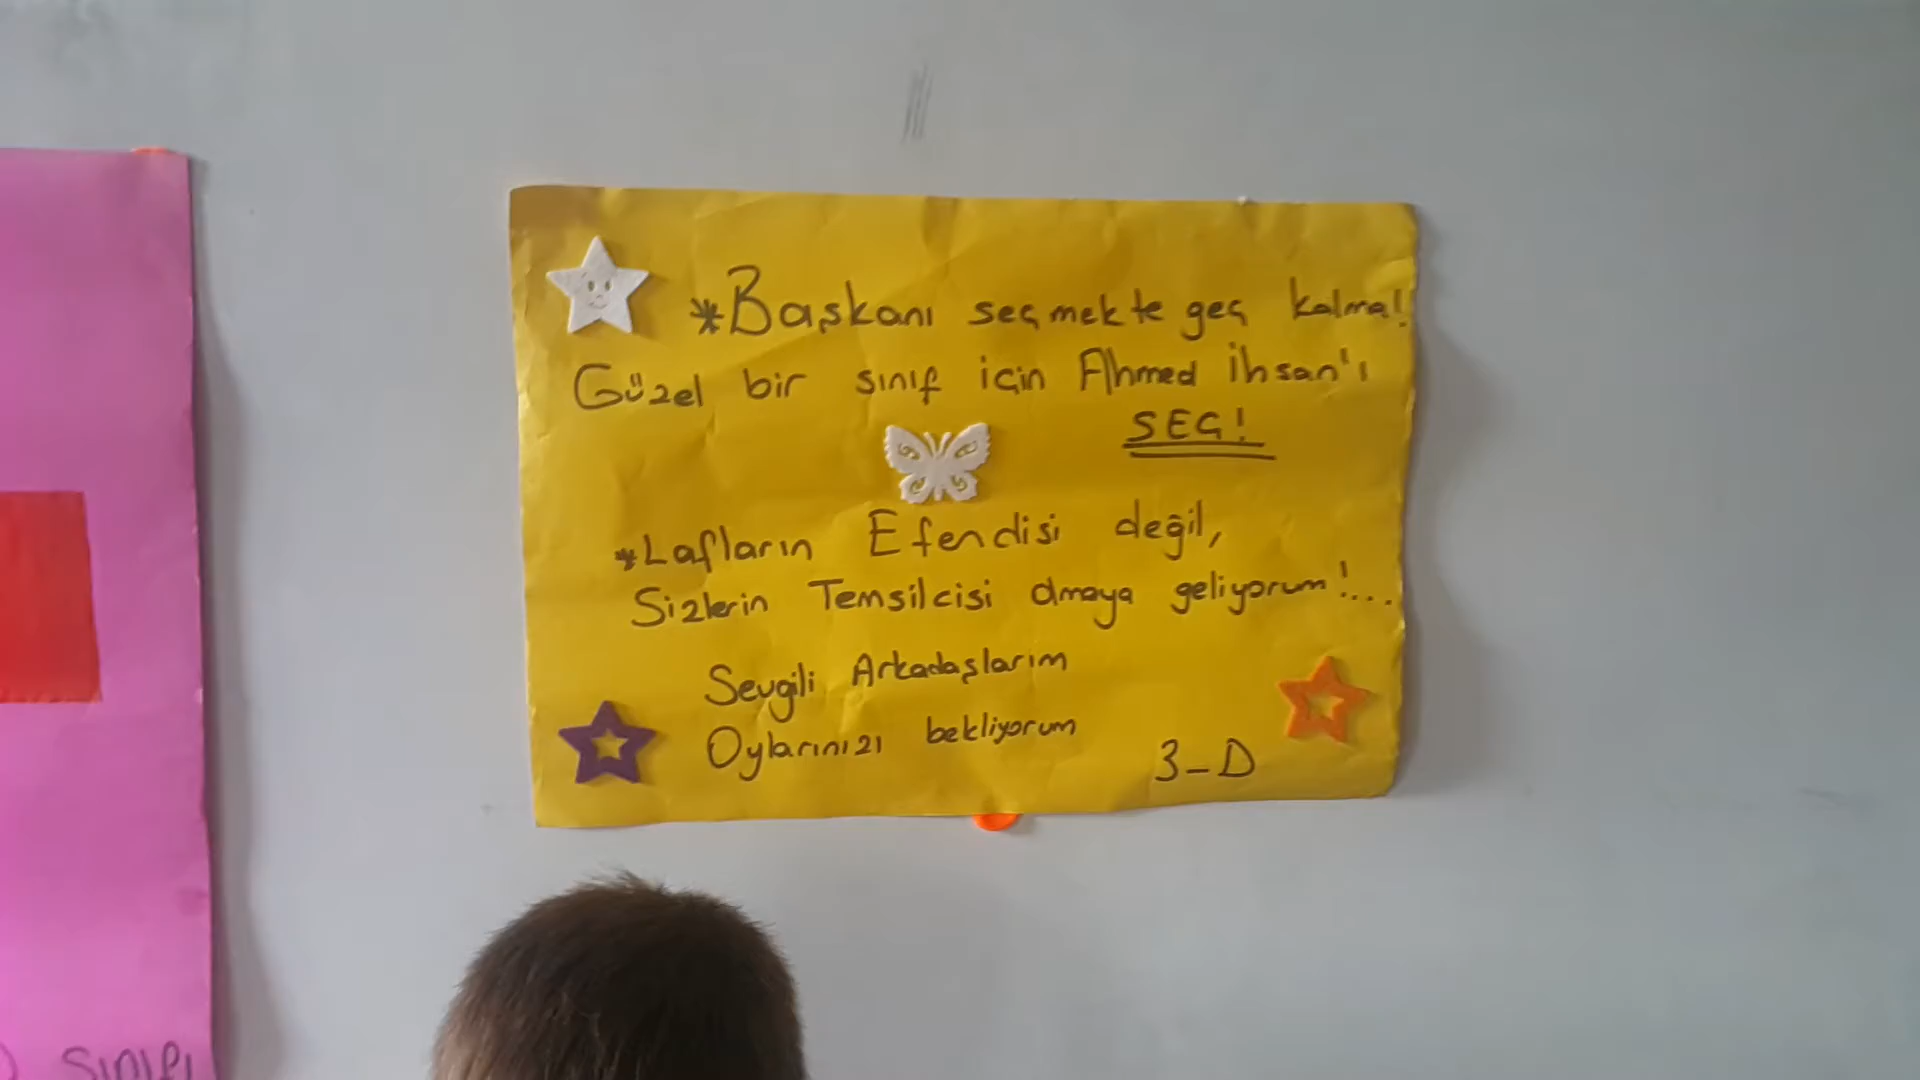 *Başkanı seçmekte geç kalma!
Güzel bir sınıf için Ahmed İhsan'ı
SEÇ!
*Lafların Efendisi değil,
Sizlerin Temsilcisi olmaya geliyorum!...
Sevgili Arkadaşlarım
Oylarınızı bekliyorum
3-D
sınıfı